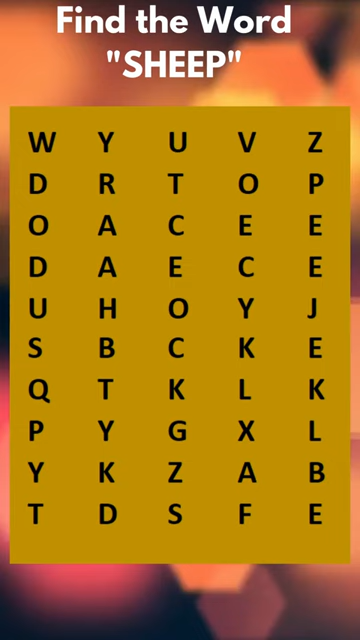 Find the Word
"SHEEP"
W Y U V Z
D R T O P
O A C E E
D A E C E
U H O Y J
S B C K E
Q T K L K
P Y G X L
Y K Z A B
T D S F E